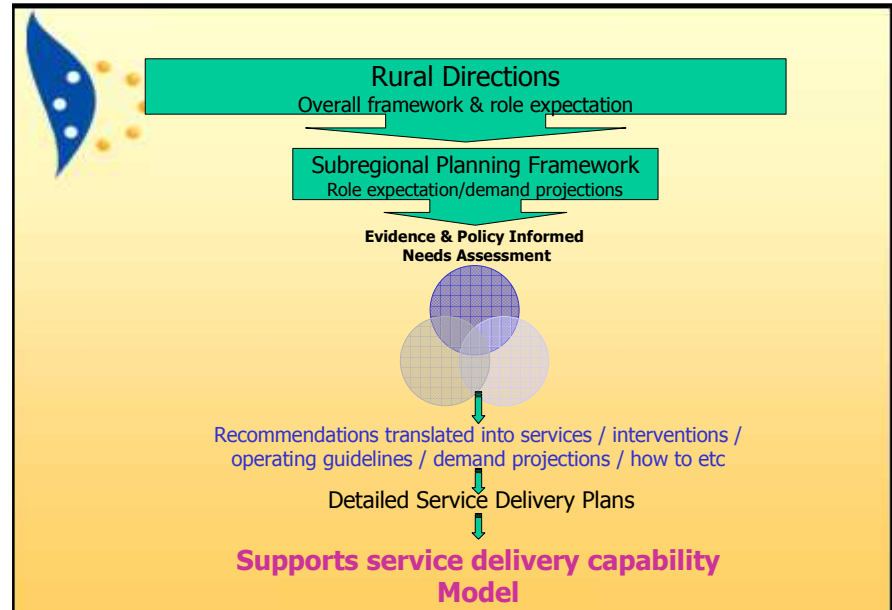 Rural Directions
Overall framework & role expectation
Subregional Planning Framework
Role expectation/demand projections
Evidence & Policy Informed
Needs Assessment
Recommendations translated into services / interventions /
operating guidelines / demand projections / how to etc
Detailed Service Delivery Plans
Supports service delivery capability
Model